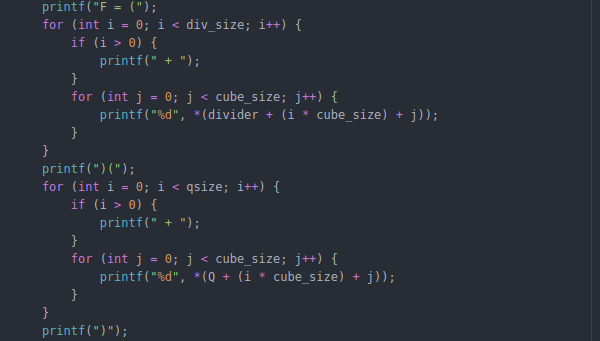 printf("F = (");
for (int i = 0; i < div_size; i++) {
if (i > 0) {
printf(" + ");
}
for (int j = 0; j < cube_size; j++) {
printf("%d", *(divider + (i * cube_size) + j));
}
}
printf(")(");
for (int i = 0; i < qsize; i++) {
if (i > 0) {
printf(" + ");
}
for (int j = 0; j < cube_size; j++) {
printf("%d", *(Q + (i * cube_size) + j));
}
}
printf(")");